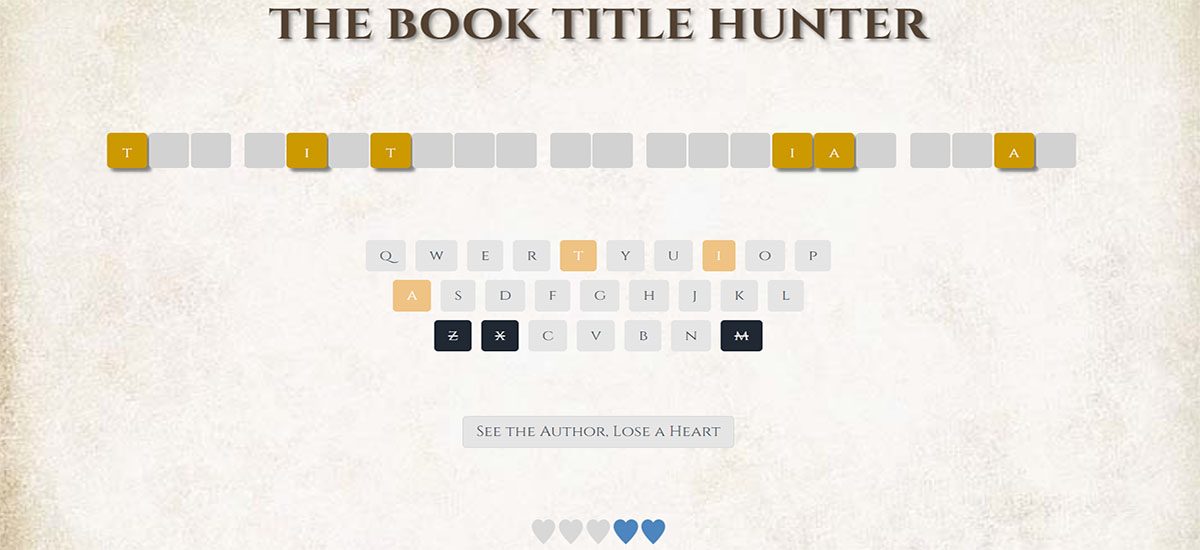 THE BOOK TITLE HUNTER
T I T I A A
Q W E R T Y U I O P
A S D F G H J K L
Z X C V B N M
SEE THE AUTHOR, LOSE A HEART